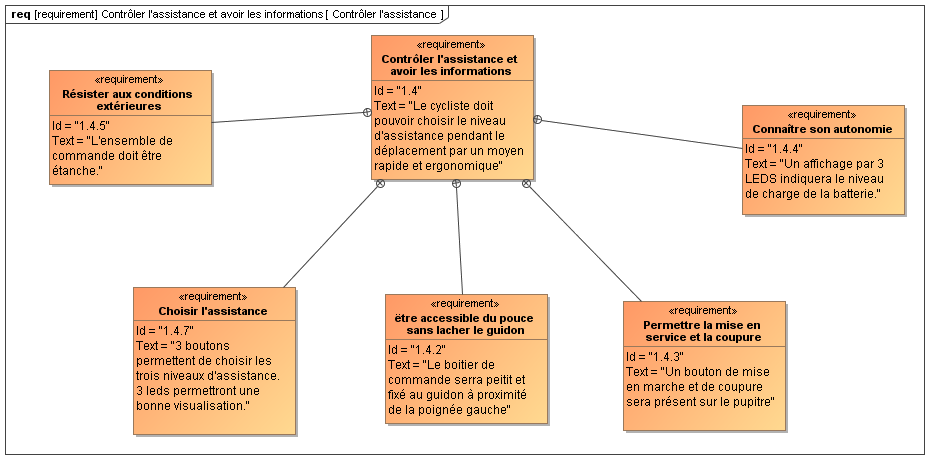 req [requirement] Contrôler l'assistance et avoir les informations [ Contrôler l'assistance ]
«requirement»
Contrôler l'assistance et
avoir les informations
Id = "1.4"
Text = "Le cycliste doit
pouvoir choisir le niveau
d'assistance pendant le
déplacement par un moyen
rapide et ergonomique"
«requirement»
Résister aux conditions
extérieures
Id = "1.4.5"
Text = "L'ensemble de
commande doit être
étanche."
«requirement»
Connaître son autonomie
Id = "1.4.4"
Text = "Un affichage par 3
LEDS indiquera le niveau
de charge de la batterie."
«requirement»
Choisir l'assistance
Id = "1.4.7"
Text = "3 boutons
permettent de choisir les
trois niveaux d'assistance.
3 leds permettront une
bonne visualisation."
«requirement»
ëtre accessible du pouce
sans lacher le guidon
Id = "1.4.2"
Text = "Le boitier de
commande serra peitit et
fixé au guidon à proximité
de la poignée gauche"
«requirement»
Permettre la mise en
service et la coupure
Id = "1.4.3"
Text = "Un bouton de mise
en marche et de coupure
sera présent sur le pupitre"